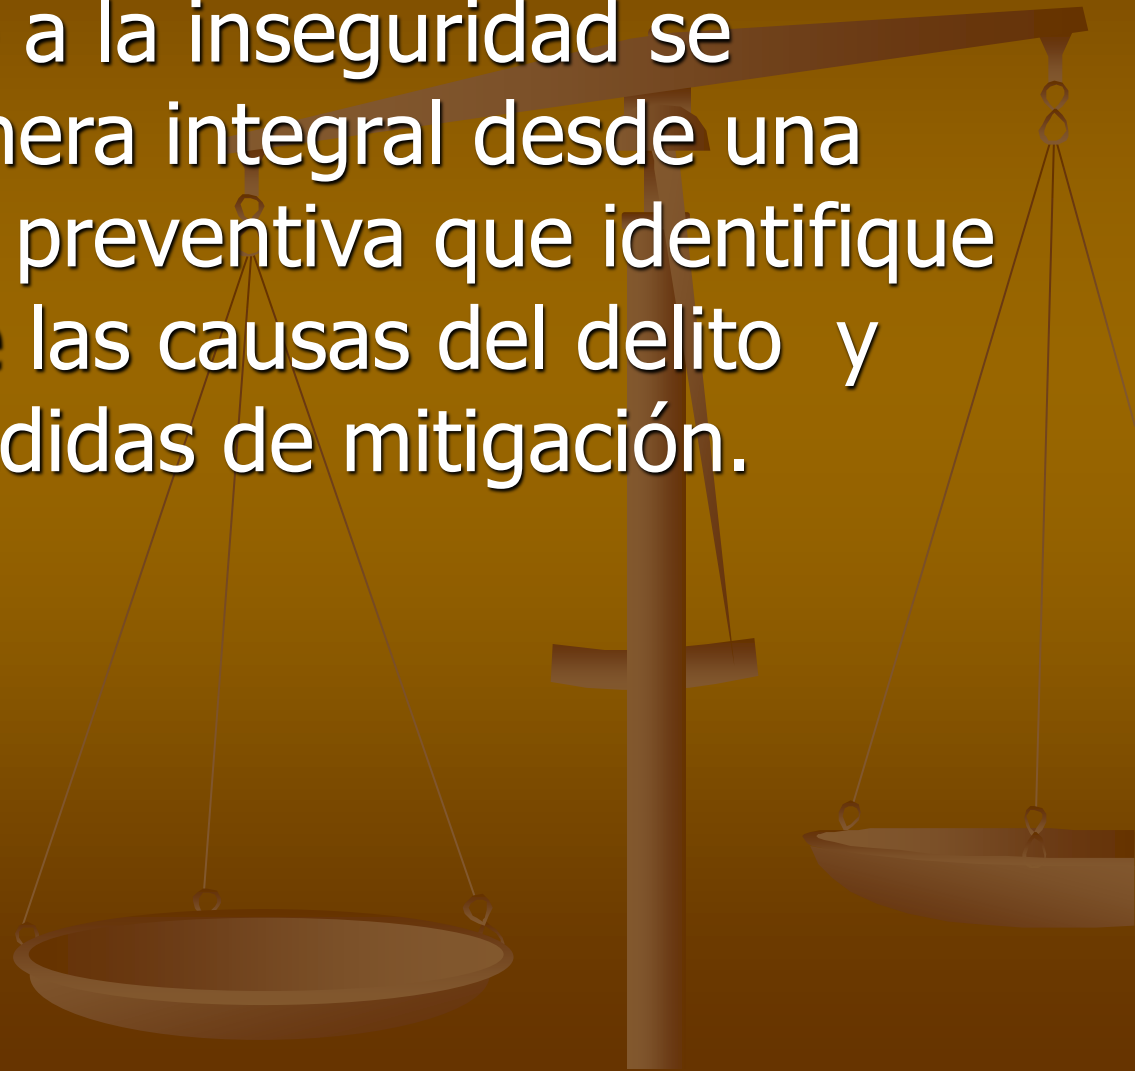 a la inseguridad se
nera integral desde una
preventiva que identifique
e las causas del delito y
didas de mitigación.